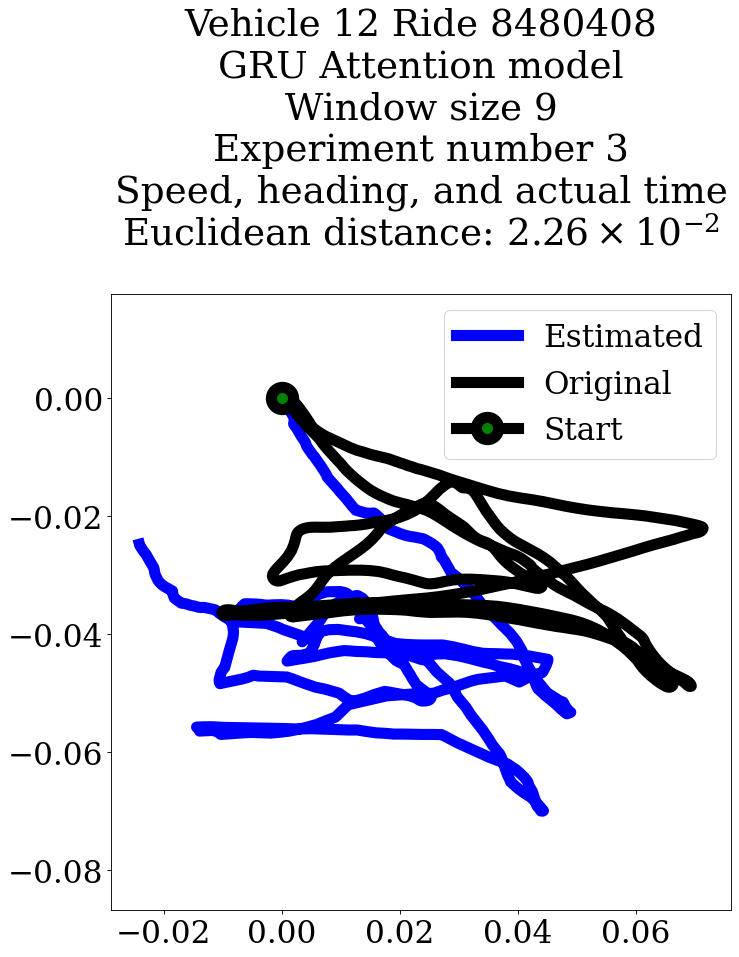 Vehicle 12 Ride 8480408
GRU Attention model
Window size 9
Experiment number 3
Speed, heading, and actual time
Euclidean distance: 2.26 × 10⁻²
Estimated
Original
Start
0.00
−0.02
−0.04
−0.06
−0.08
−0.02 0.00 0.02 0.04 0.06